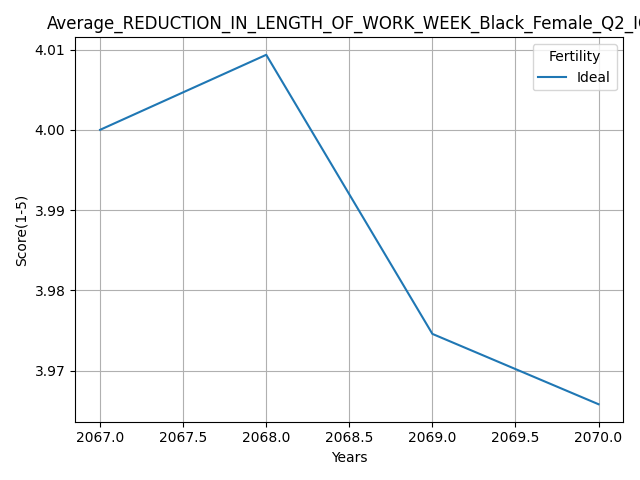 Average_REDUCTION_IN_LENGTH_OF_WORK_WEEK_Black_Female_Q2_I
4.01
4.00
3.99
3.98
3.97
Score(1-5)
Fertility
Ideal
2067.0 2067.5 2068.0 2068.5 2069.0 2069.5 2070.0
Years